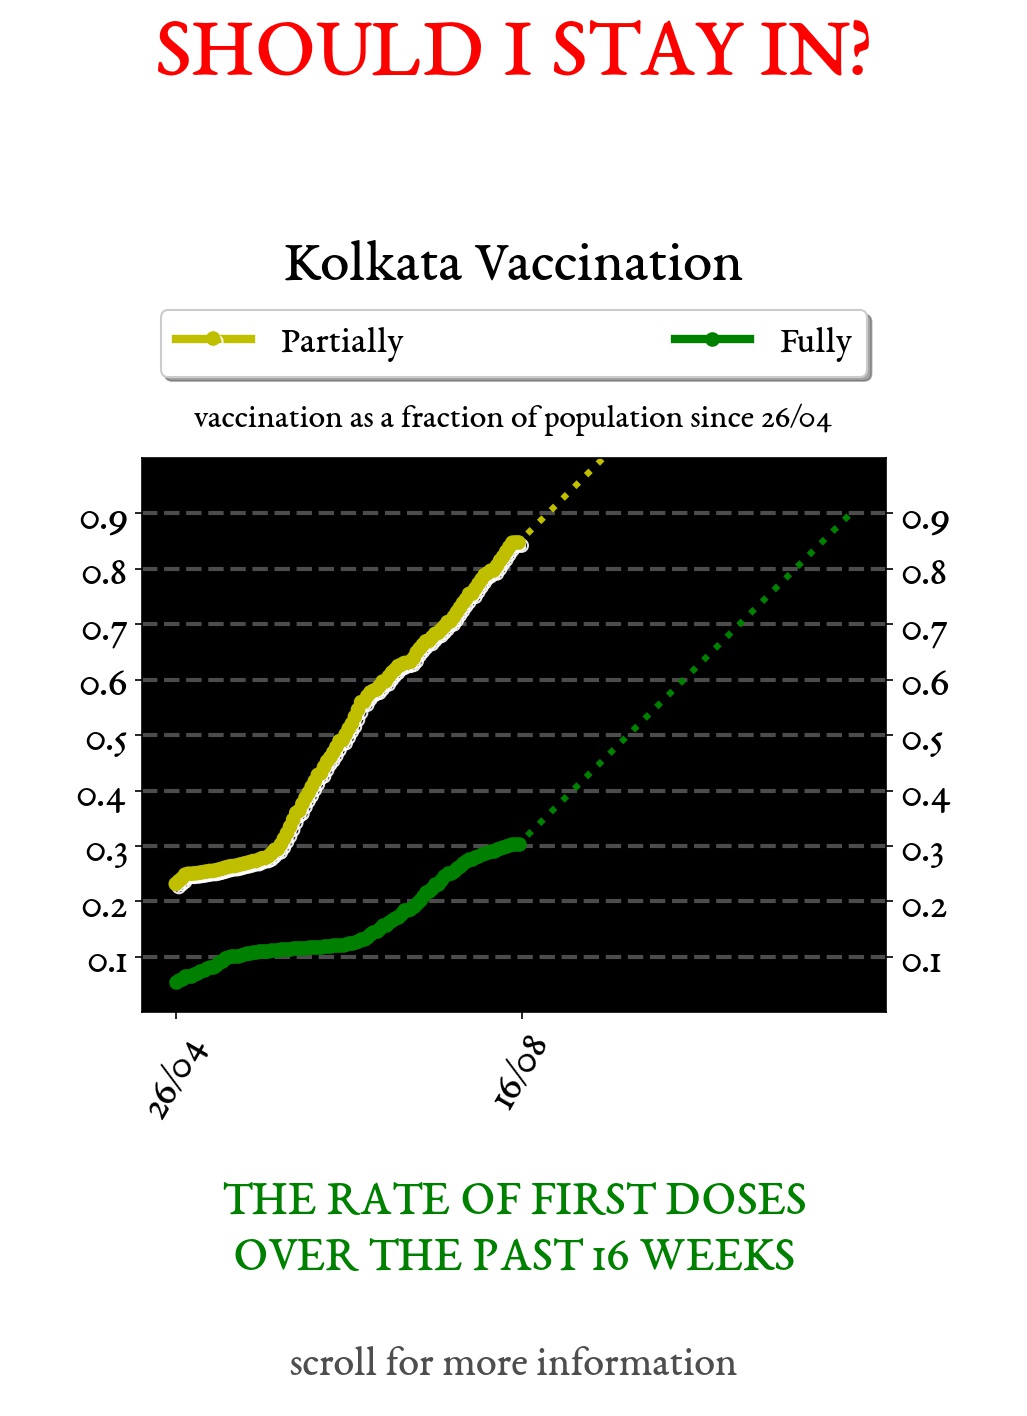 SHOULD I STAY IN?
Kolkata Vaccination
Partially
Fully
vaccination as a fraction of population since 26/04
0.9 0.9
0.8 0.8
0.7 0.7
0.6 0.6
0.5 0.5
0.4 0.4
0.3 0.3
0.2 0.2
0.1 0.1
26/04
16/08
THE RATE OF FIRST DOSES
OVER THE PAST 16 WEEKS
scroll for more information